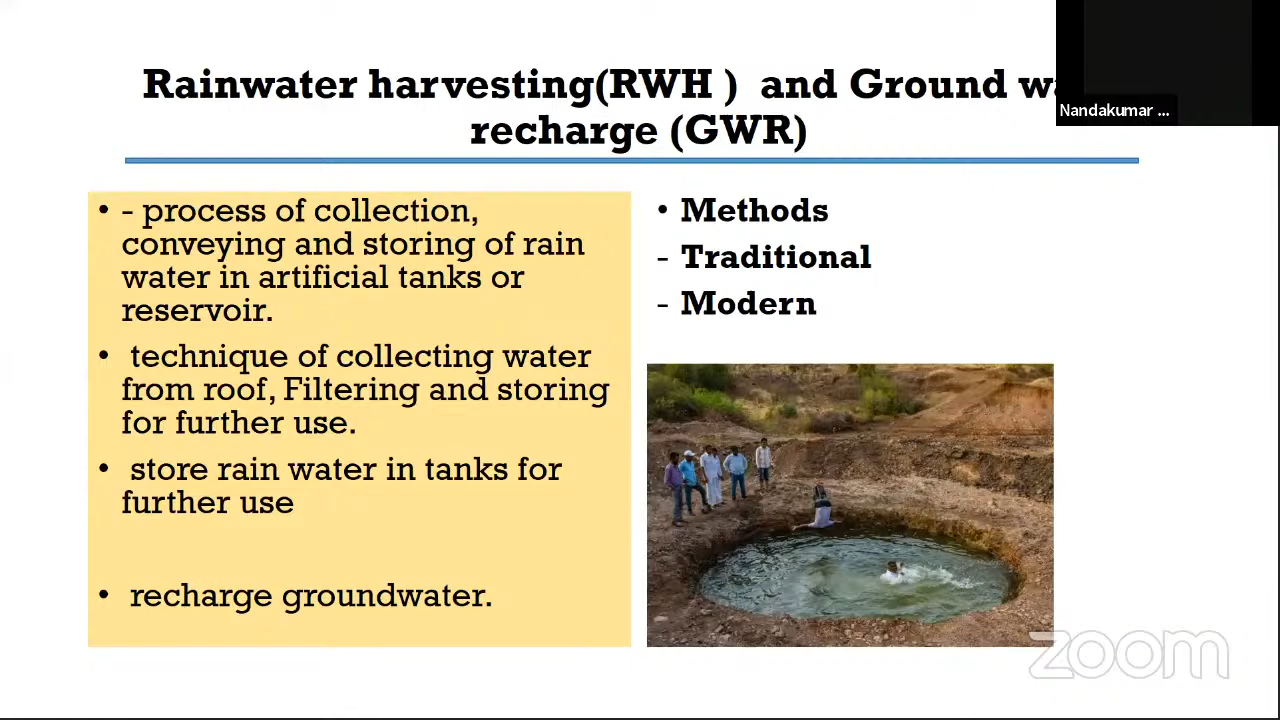 Rainwater harvesting(RWH ) and Ground
recharge (GWR)
Nandakumar ...
• - process of collection,
conveying and storing of rain
water in artificial tanks or
reservoir.
• technique of collecting water
from roof, Filtering and storing
for further use.
• store rain water in tanks for
further use
• recharge groundwater.
• Methods
- Traditional
- Modern
zoom